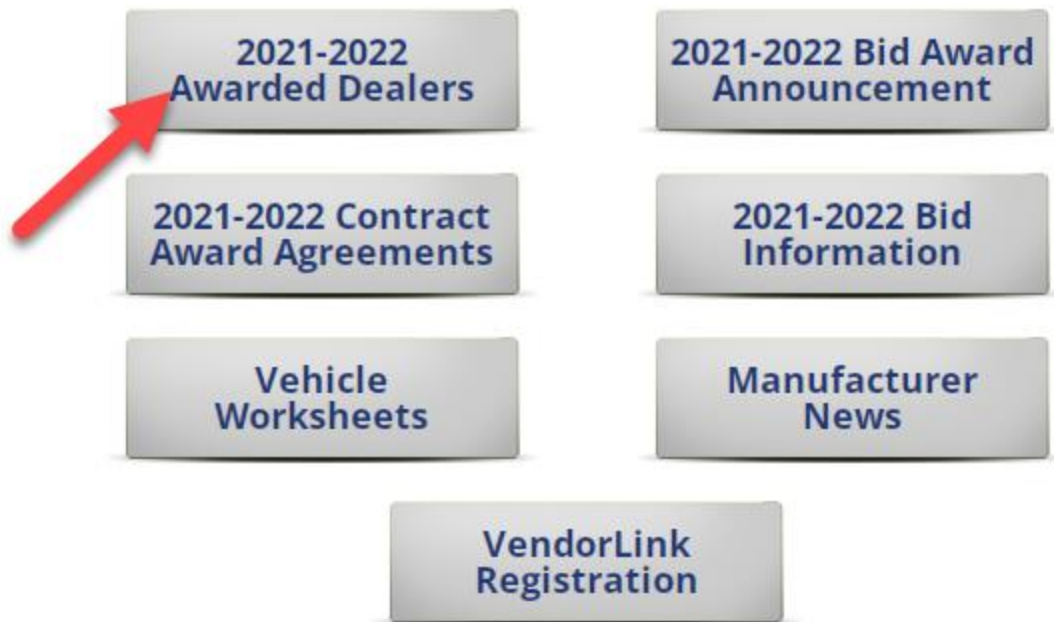 2021-2022
Awarded Dealers
2021-2022 Bid Award
Announcement
2021-2022 Contract
Award Agreements
2021-2022 Bid
Information
Vehicle
Worksheets
Manufacturer
News
VendorLink
Registration